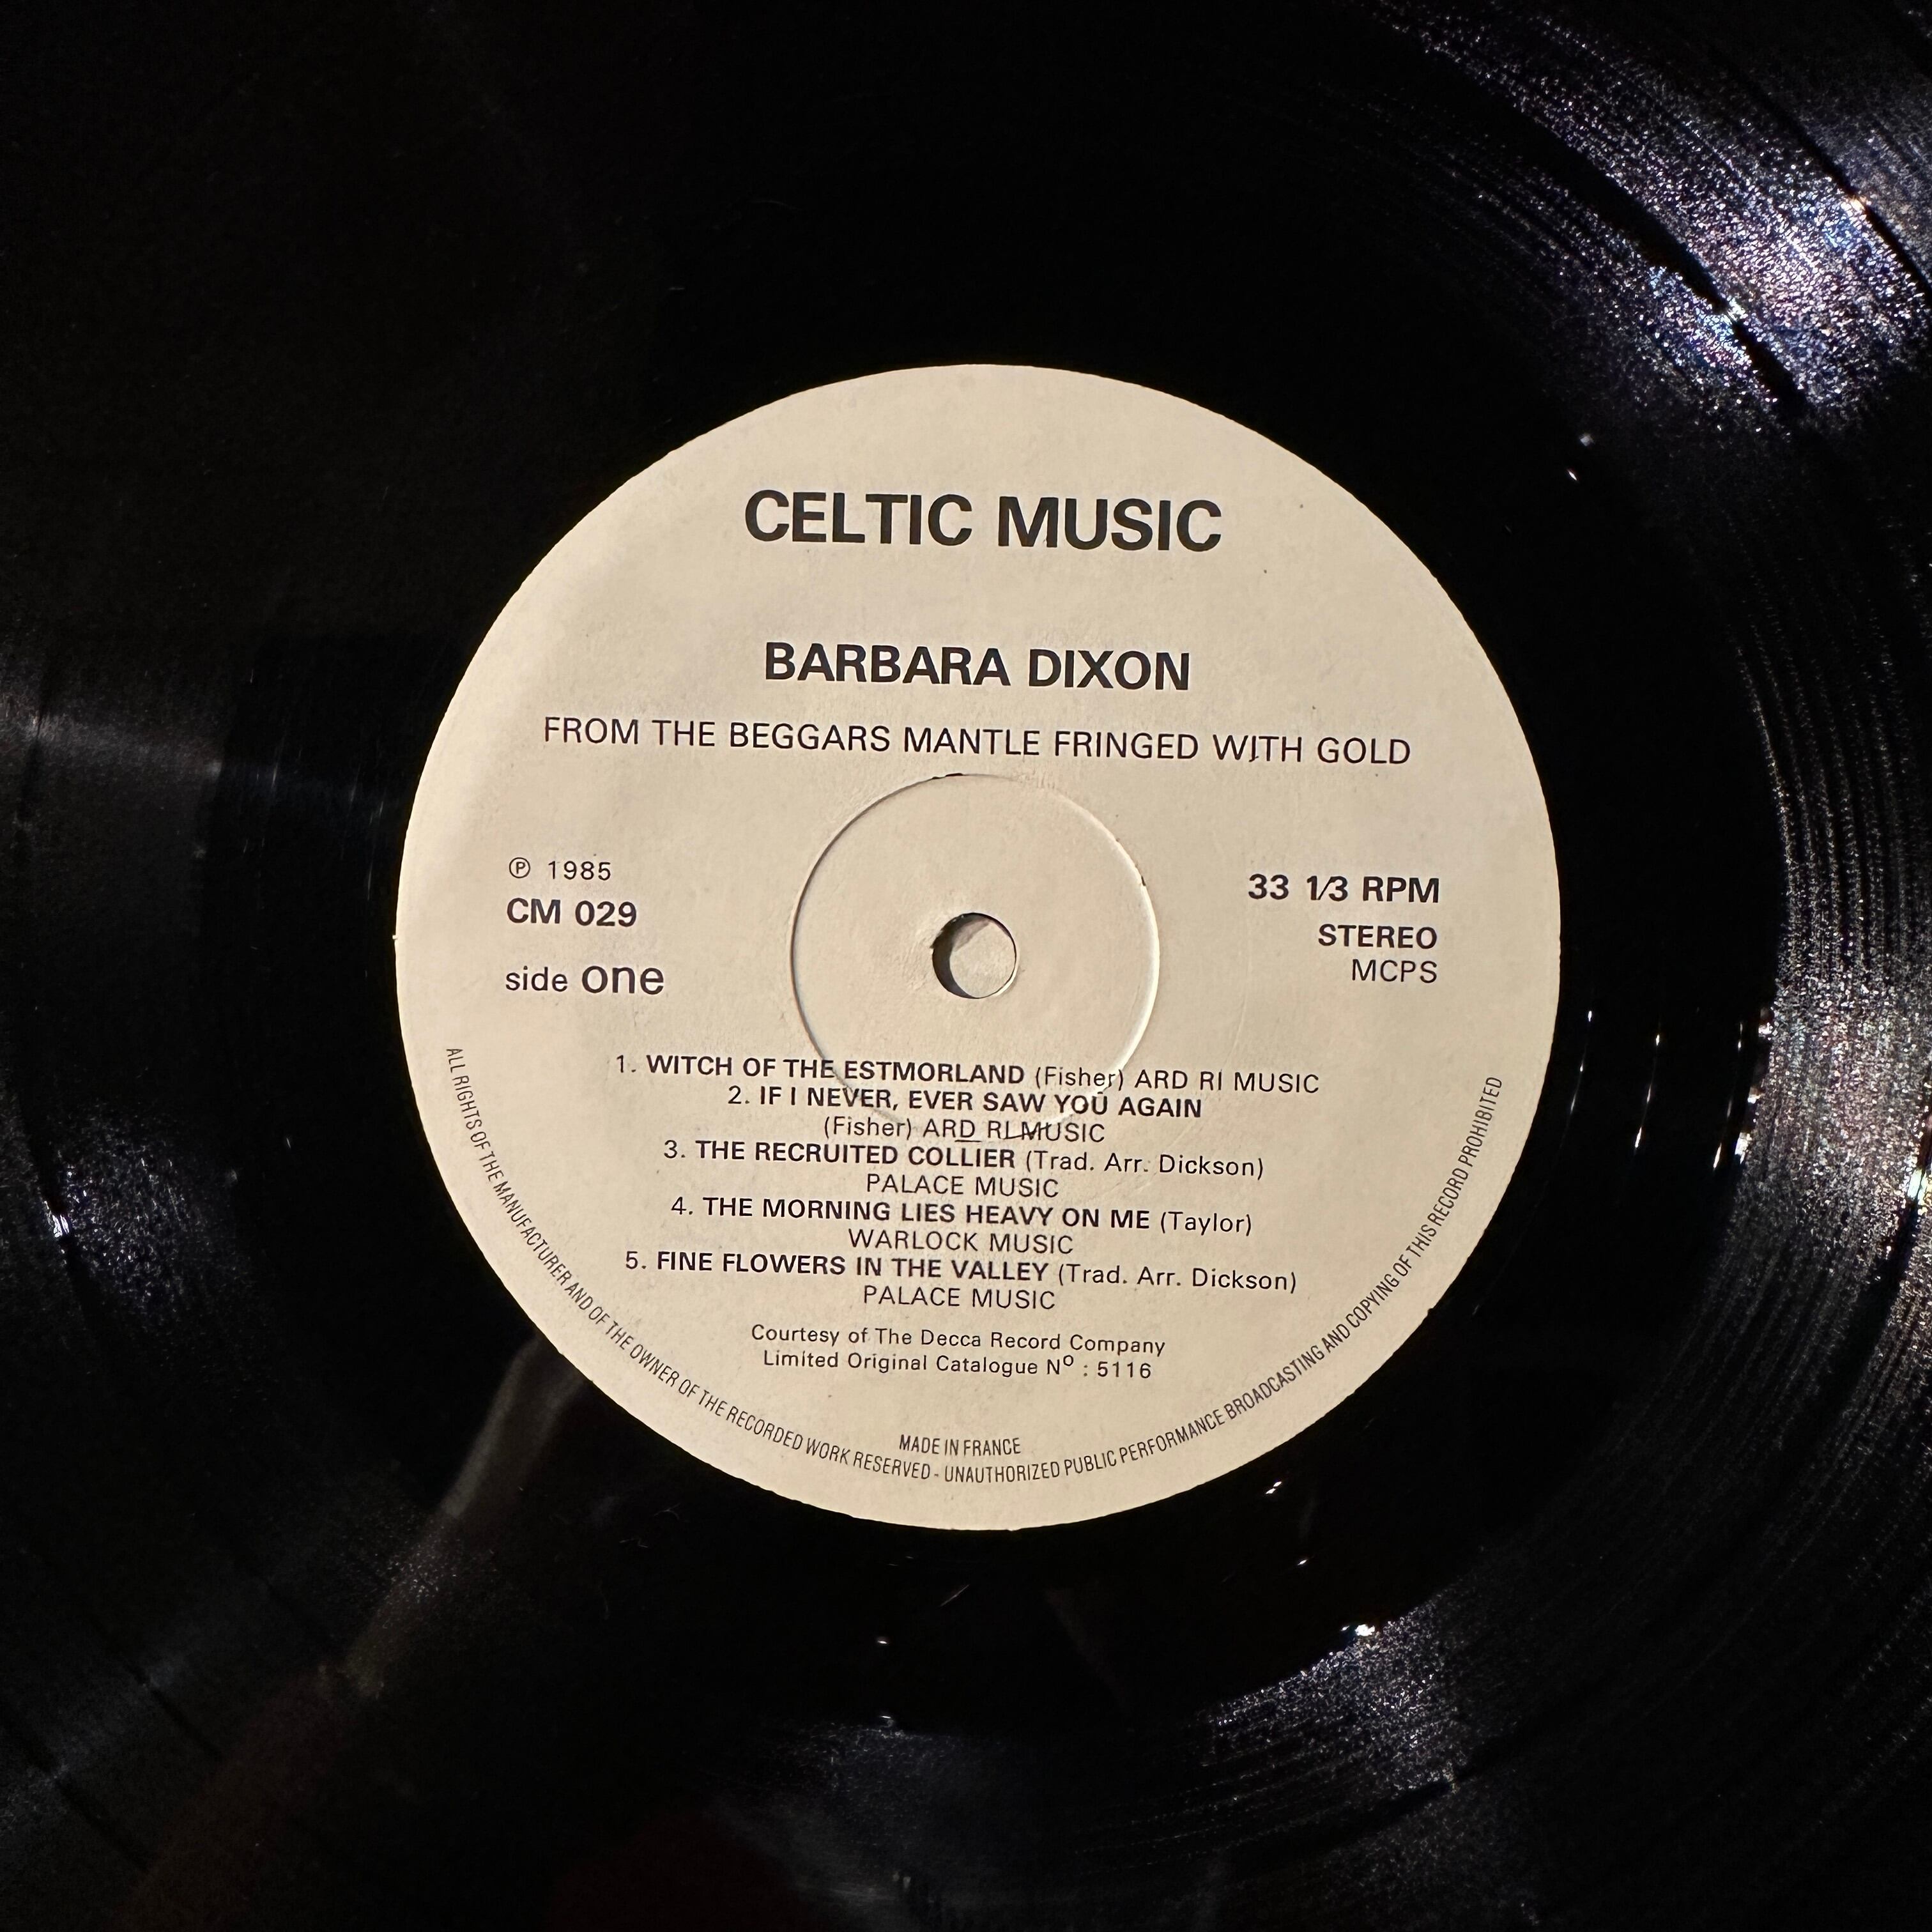 CELTIC MUSIC
BARBARA DIXON
FROM THE BEGGARS MANTLE FRINGED WITH GOLD
℗ 1985
CM 029
side one
33 1/3 RPM
STEREO
MCPS
1. WITCH OF THE ESTMORLAND (Fisher) ARD RI MUSIC
2. IF I NEVER, EVER SAW YOU AGAIN
(Fisher) ARD RI MUSIC
3. THE RECRUITED COLLIER (Trad. Arr. Dickson)
PALACE MUSIC
4. THE MORNING LIES HEAVY ON ME (Taylor)
WARLOCK MUSIC
5. FINE FLOWERS IN THE VALLEY (Trad. Arr. Dickson)
PALACE MUSIC
Courtesy of The Decca Record Company
Limited Original Catalogue Nº : 5116
MADE IN FRANCE
ALL RIGHTS OF THE MANUFACTURER AND OF THE OWNER OF THE RECORDED WORK RESERVED - UNAUTHORIZED PUBLIC PERFORMANCE BROADCASTING AND COPYING OF THIS RECORD PROHIBITED